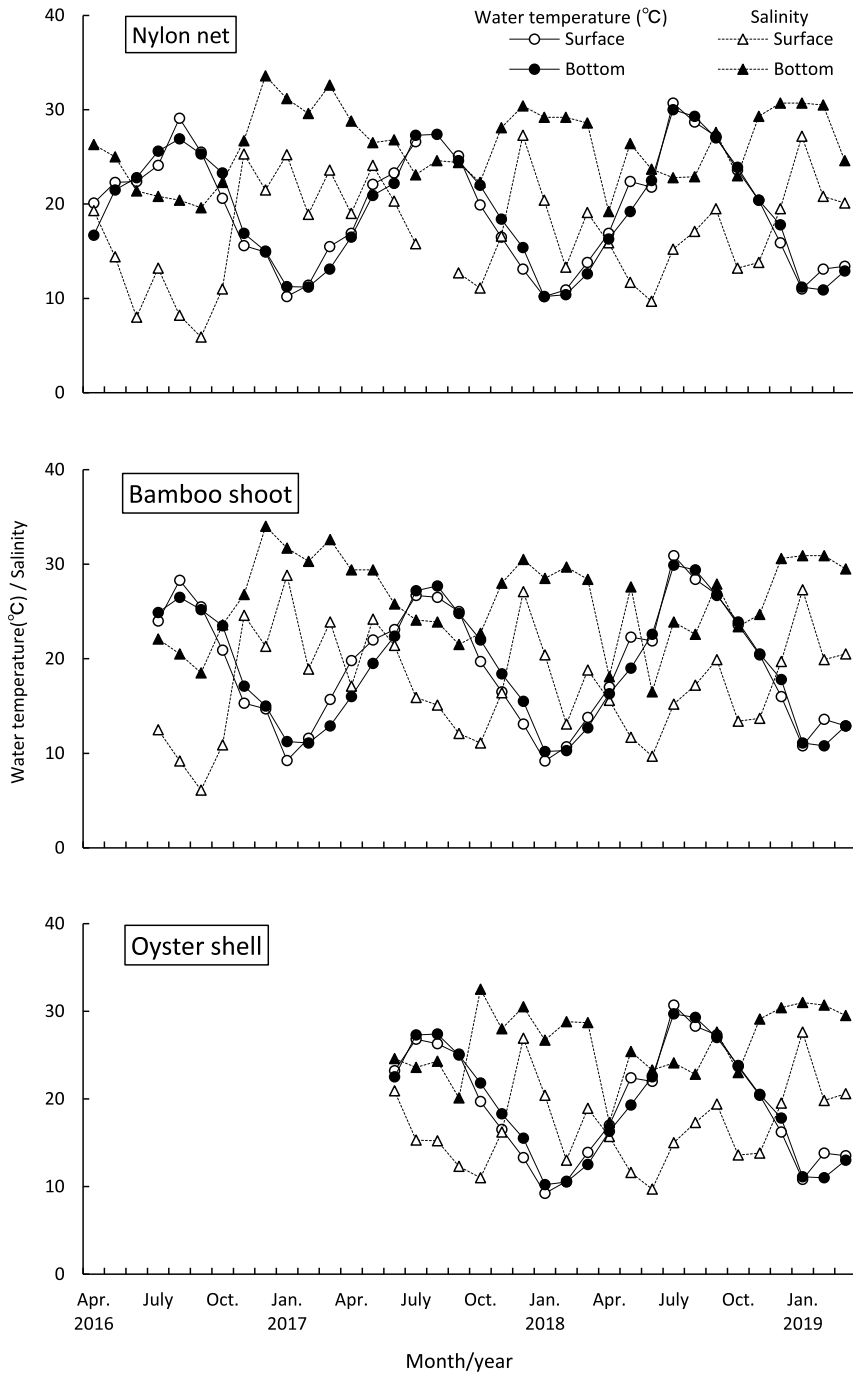 Water temperature (℃) Salinity
Surface Surface
Bottom Bottom
Nylon net
40
30
20
10
0
Bamboo shoot
40
30
20
10
0
Water temperature(℃) / Salinity
Oyster shell
40
30
20
10
0
Apr. July Oct. Jan. Apr. July Oct. Jan. Apr. July Oct. Jan.
2016 2017 2018 2019
Month/year